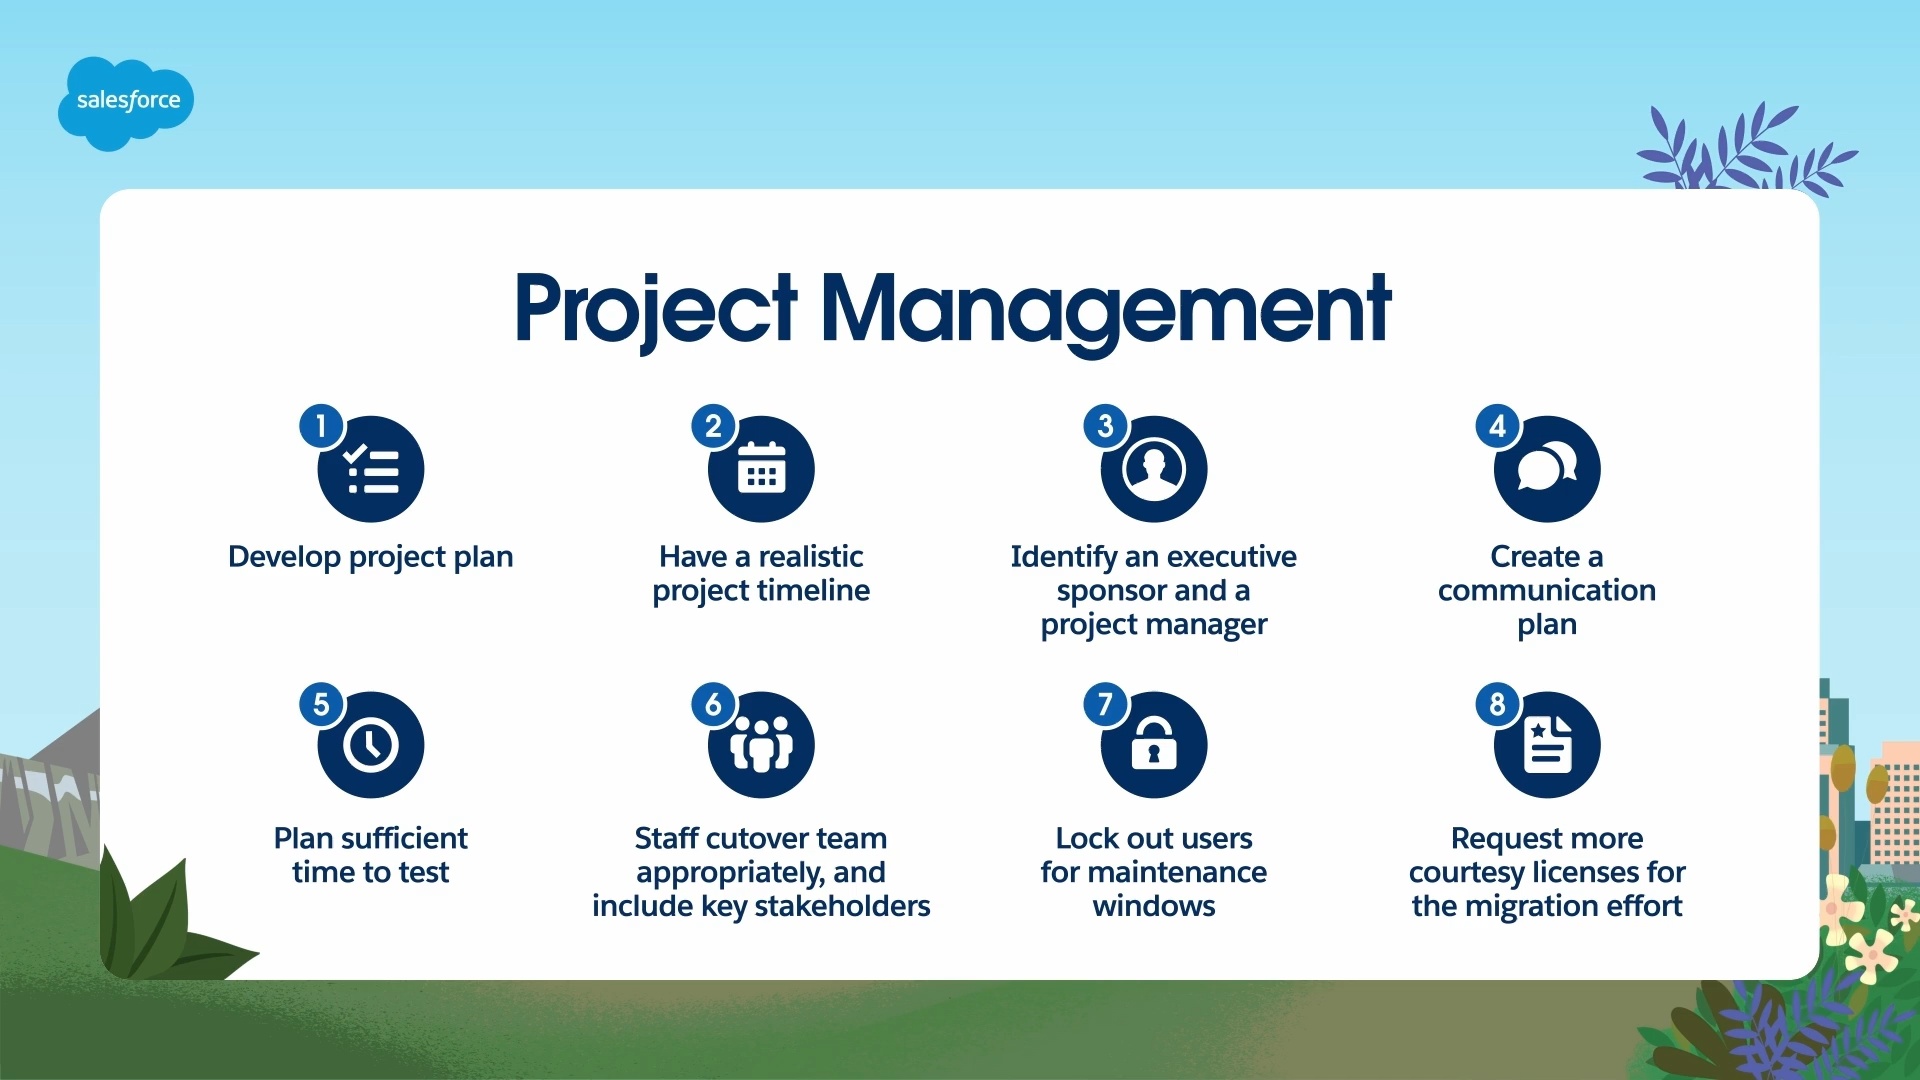 salesforce
Project Management
1
Develop project plan
2
Have a realistic
project timeline
3
Identify an executive
sponsor and a
project manager
4
Create a
communication
plan
5
Plan sufficient
time to test
6
Staff cutover team
appropriately, and
include key stakeholders
7
Lock out users
for maintenance
windows
8
Request more
courtesy licenses for
the migration effort